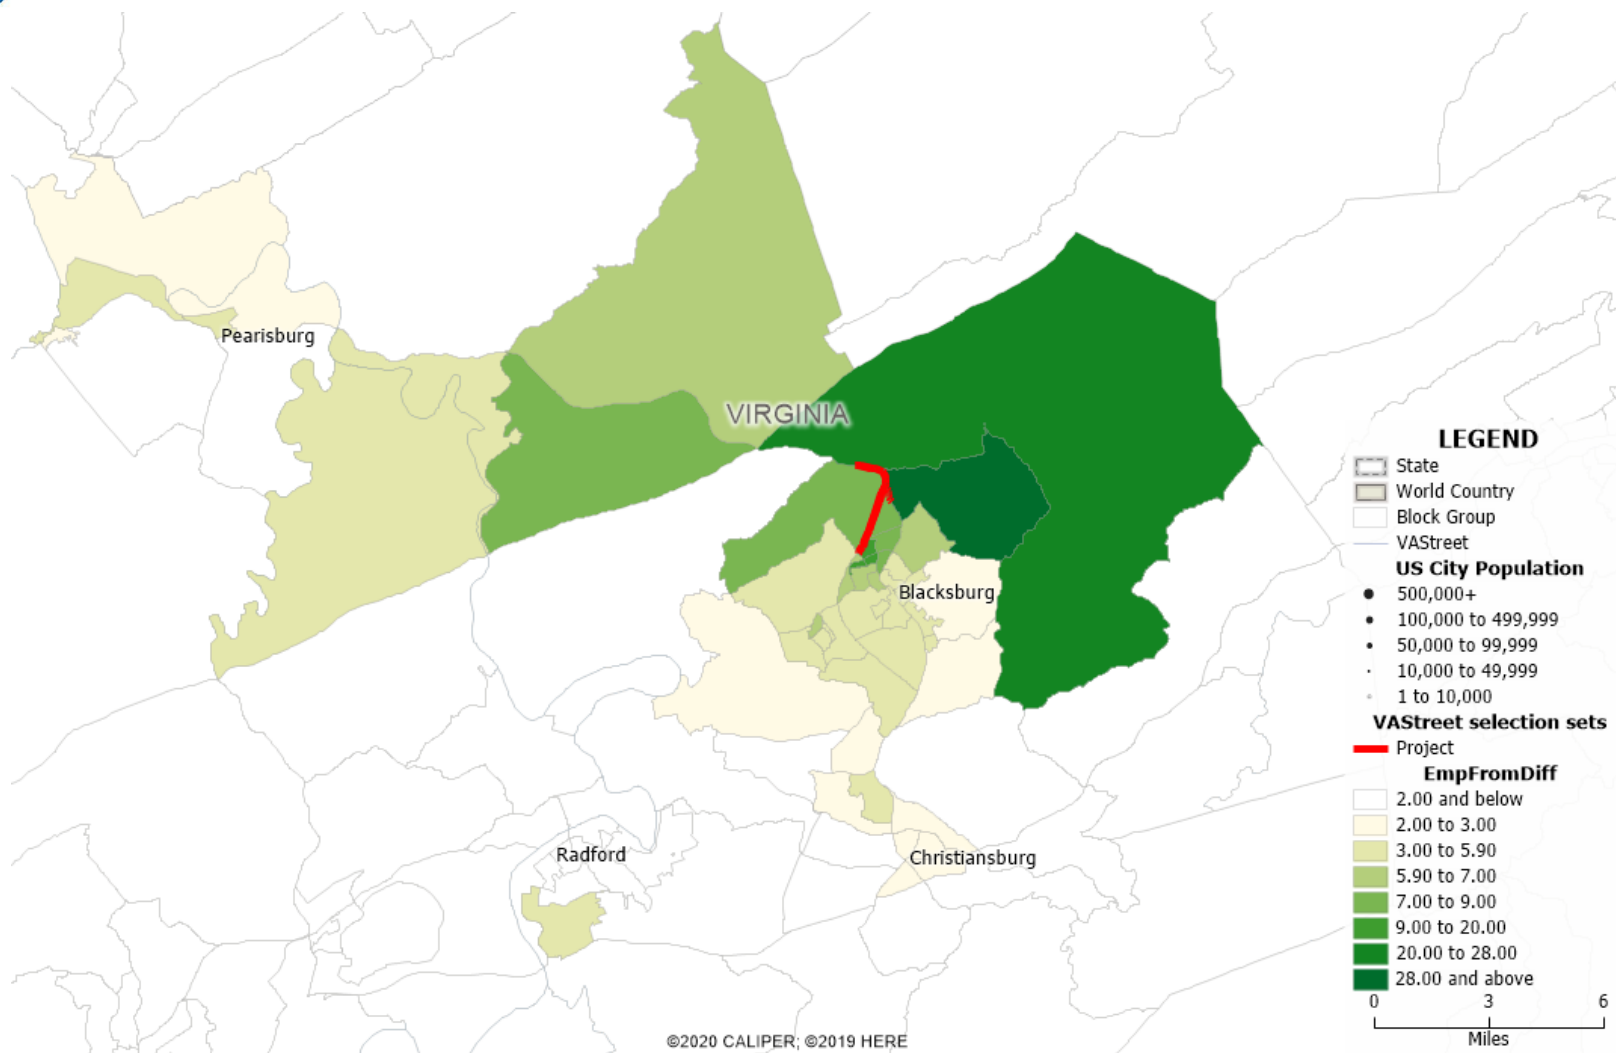 Pearisburg
VIRGINIA
Blacksburg
Radford
Christiansburg
LEGEND
State
World Country
Block Group
VAStreet
US City Population
500,000+
100,000 to 499,999
50,000 to 99,999
10,000 to 49,999
1 to 10,000
VAStreet selection sets
Project
EmpFromDiff
2.00 and below
2.00 to 3.00
3.00 to 5.90
5.90 to 7.00
7.00 to 9.00
9.00 to 20.00
20.00 to 28.00
28.00 and above
0 3 6
Miles
©2020 CALIPER; ©2019 HERE